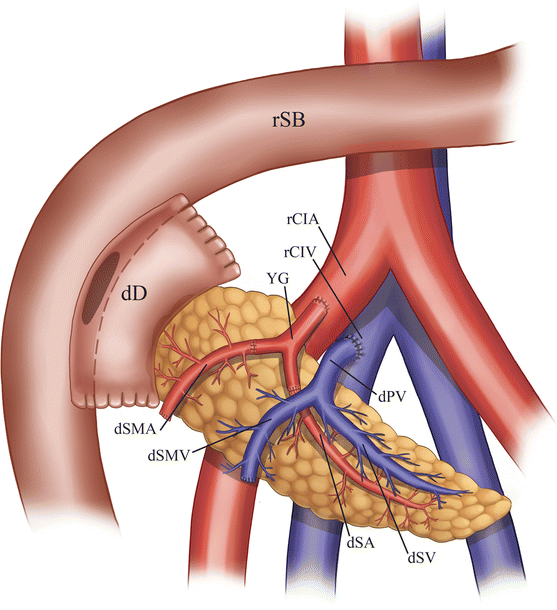 rSB
rCIA
rCIV
YG
dD
dPV
dSMA
dSMV
dSA
dSV